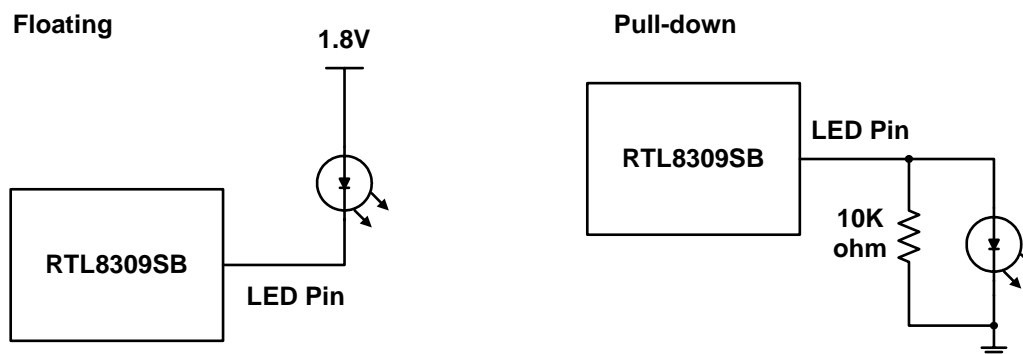 Floating
1.8V
RTL8309SB
LED Pin
Pull-down
RTL8309SB
LED Pin
10K
ohm